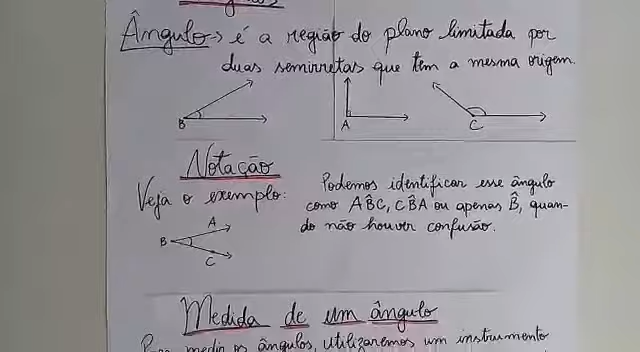 Ângulo → é a região do plano limitada por
duas semirretas que têm a mesma origem.
B
A
C
Notação
Veja o exemplo:
Podemos identificar esse ângulo
como AB̂C, CB̂A ou apenas B̂, quan-
do não houver confusão.
A
B
C
Medida de um ângulo
Para medir os ângulos, utilizaremos um instrumento